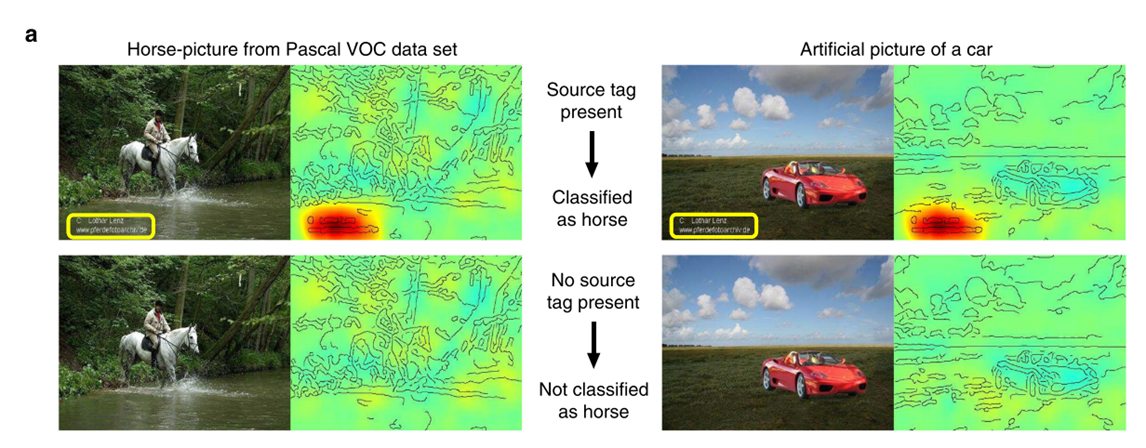 a
Horse-picture from Pascal VOC data set
Artificial picture of a car
Source tag
present
Classified
as horse
C: Lothar Lenz
www.pferdefotoarchiv.de
C: Lothar Lenz
www.pferdefotoarchiv.de
No source
tag present
Not classified
as horse